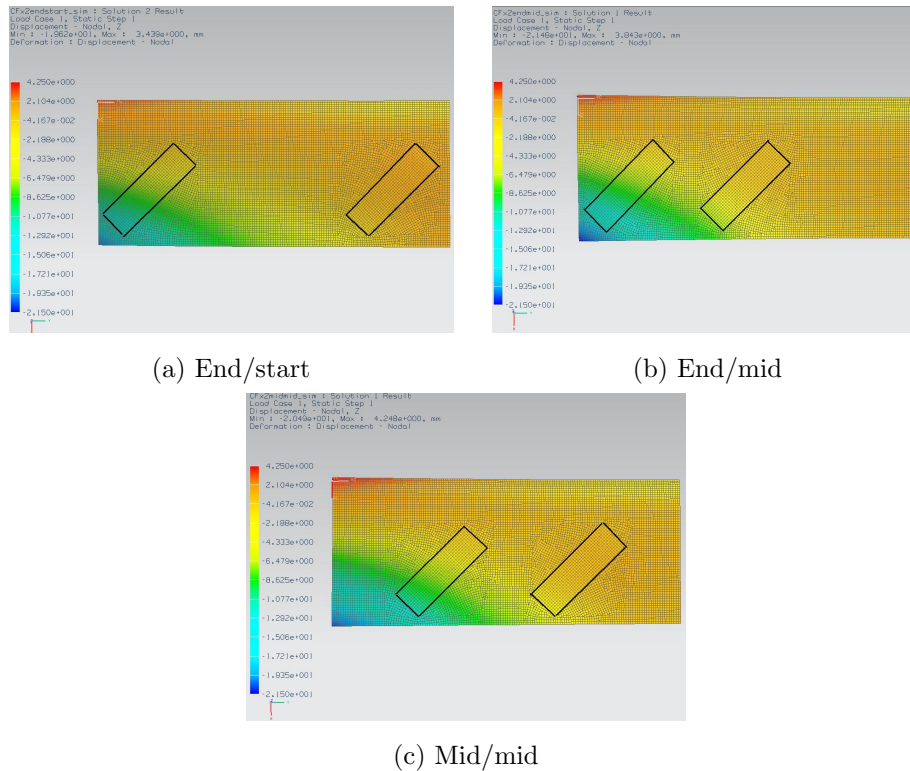 CFx2endstart_sim : Solution 2 Result
Load Case 1, Static Step 1
Displacement - Nodal, Z
Min : -1.962e+001, Max : 3.439e+000, mm
Deformation : Displacement - Nodal
4.250e+000
2.104e+000
-4.167e-002
-2.188e+000
-4.333e+000
-6.479e+000
-8.625e+000
-1.077e+001
-1.292e+001
-1.506e+001
-1.721e+001
-1.935e+001
-2.150e+001
(a) End/start
CFx2endmid_sim : Solution 1 Result
Load Case 1, Static Step 1
Displacement - Nodal, Z
Min : -2.148e+001, Max : 3.843e+000, mm
Deformation : Displacement - Nodal
4.250e+000
2.104e+000
-4.167e-002
-2.188e+000
-4.333e+000
-6.479e+000
-8.625e+000
-1.077e+001
-1.292e+001
-1.506e+001
-1.721e+001
-1.935e+001
-2.150e+001
(b) End/mid
CFx2midmid_sim : Solution 1 Result
Load Case 1, Static Step 1
Displacement - Nodal, Z
Min : -2.049e+001, Max : 4.248e+000, mm
Deformation : Displacement - Nodal
4.250e+000
2.104e+000
-4.167e-002
-2.188e+000
-4.333e+000
-6.479e+000
-8.625e+000
-1.077e+001
-1.292e+001
-1.506e+001
-1.721e+001
-1.935e+001
-2.150e+001
(c) Mid/mid